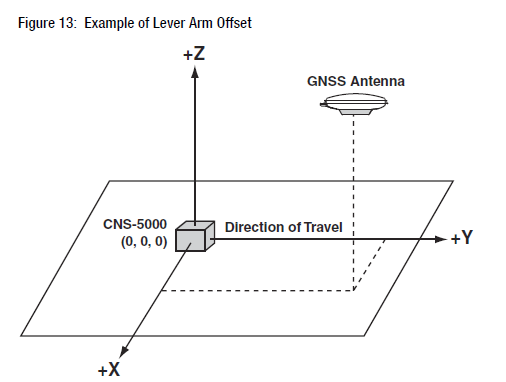 Figure 13: Example of Lever Arm Offset
+Z
GNSS Antenna
CNS-5000
(0, 0, 0)
Direction of Travel
+Y
+X